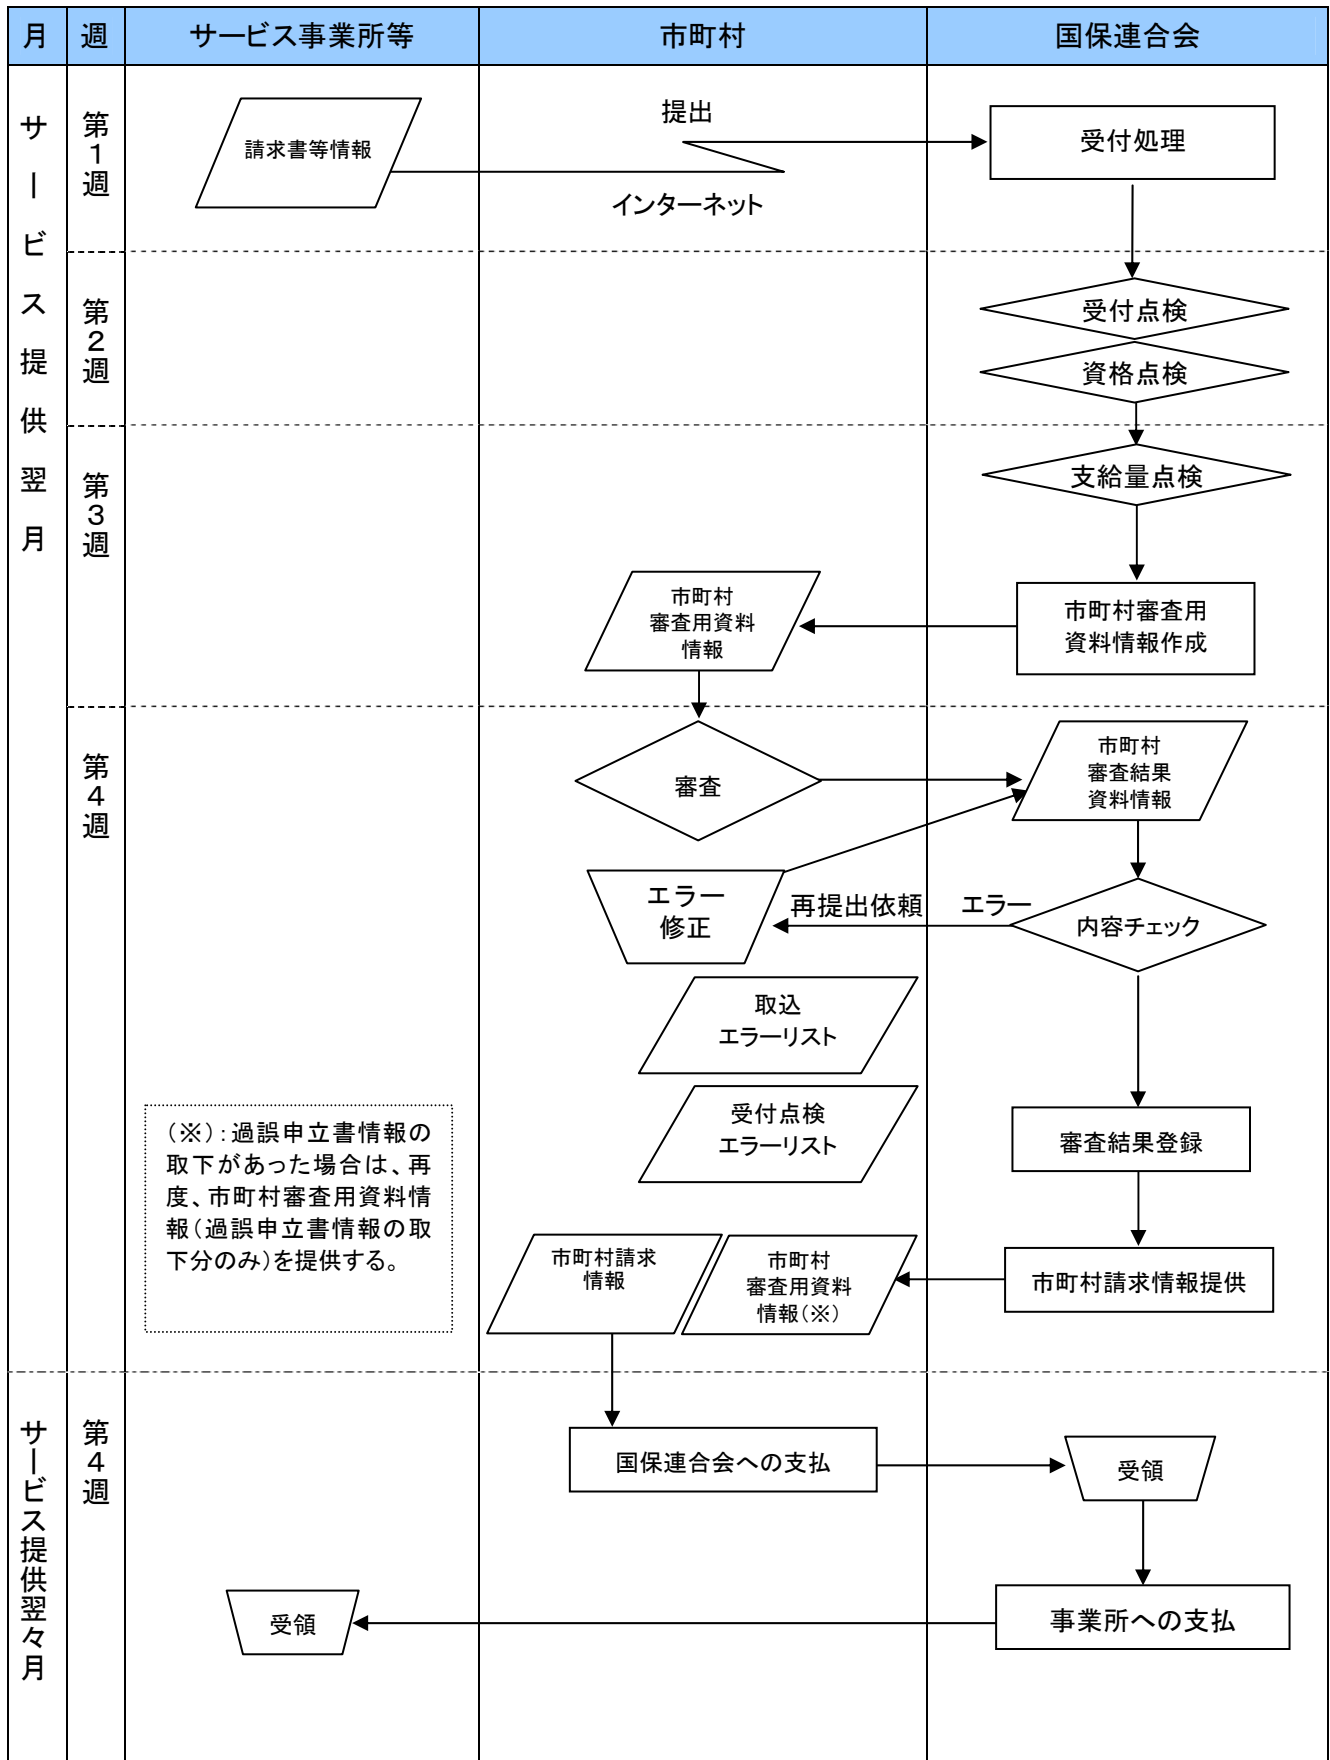 月
週
サービス事業所等
市町村
国保連合会
サービス提供翌月
第1週
請求書等情報
提出
インターネット
受付処理
第2週
受付点検
資格点検
第3週
支給量点検
市町村
審査用資料
情報
市町村審査用
資料情報作成
第4週
審査
市町村
審査結果
資料情報
エラー
修正
再提出依頼
エラー
内容チェック
取込
エラーリスト
受付点検
エラーリスト
審査結果登録
(※):過誤申立書情報の
取下があった場合は、再
度、市町村審査用資料情
報(過誤申立書情報の取
下分のみ)を提供する。
市町村請求
情報
市町村
審査用資料
情報(※)
市町村請求情報提供
サービス提供翌々月
第4週
国保連合会への支払
受領
受領
事業所への支払